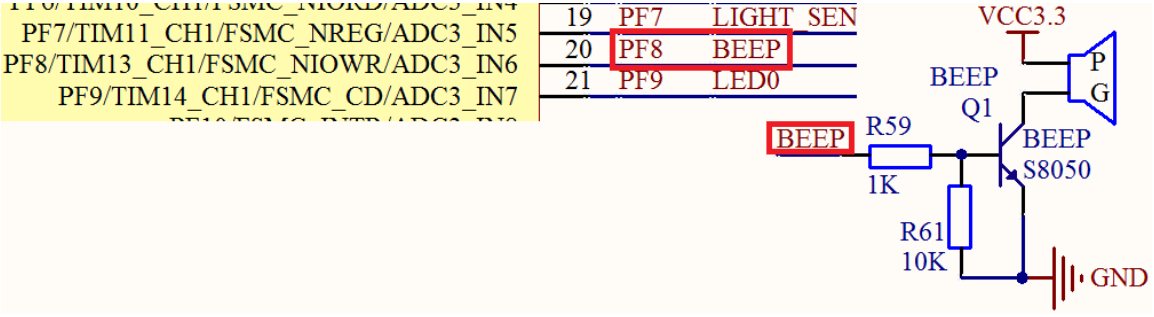 PF7/TIM11_CH1/FSMC_NREG/ADC3_IN5
PF8/TIM13_CH1/FSMC_NIOWR/ADC3_IN6
PF9/TIM14_CH1/FSMC_CD/ADC3_IN7
19 PF7 LIGHT_SEN
20 PF8 BEEP
21 PF9 LED0
VCC3.3
P
G
BEEP
Q1
BEEP
S8050
BEEP
R59
1K
R61
10K
GND